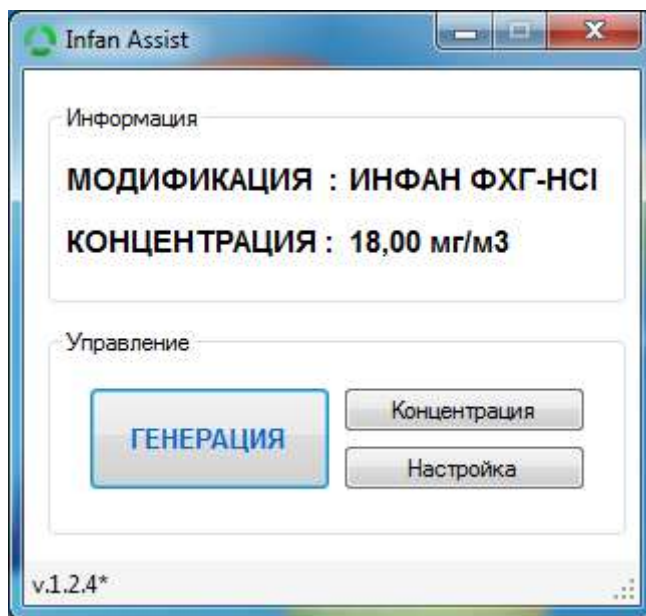 Infan Assist
Информация
МОДИФИКАЦИЯ : ИНФАН ФХГ-HCl
КОНЦЕНТРАЦИЯ : 18,00 мг/м3
Управление
ГЕНЕРАЦИЯ
Концентрация
Настройка
v.1.2.4*